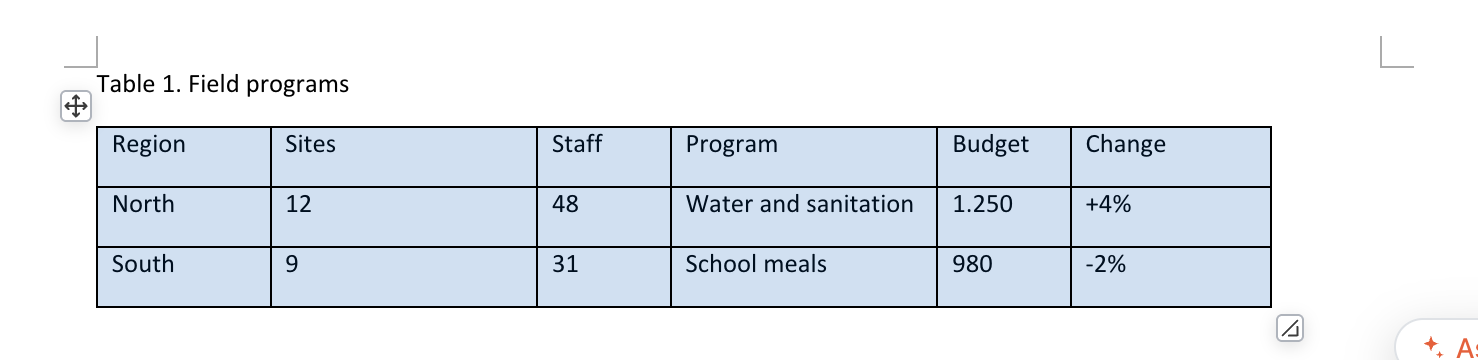 Table 1. Field programs
Region Sites Staff Program Budget Change
North 12 48 Water and sanitation 1.250 +4%
South 9 31 School meals 980 -2%